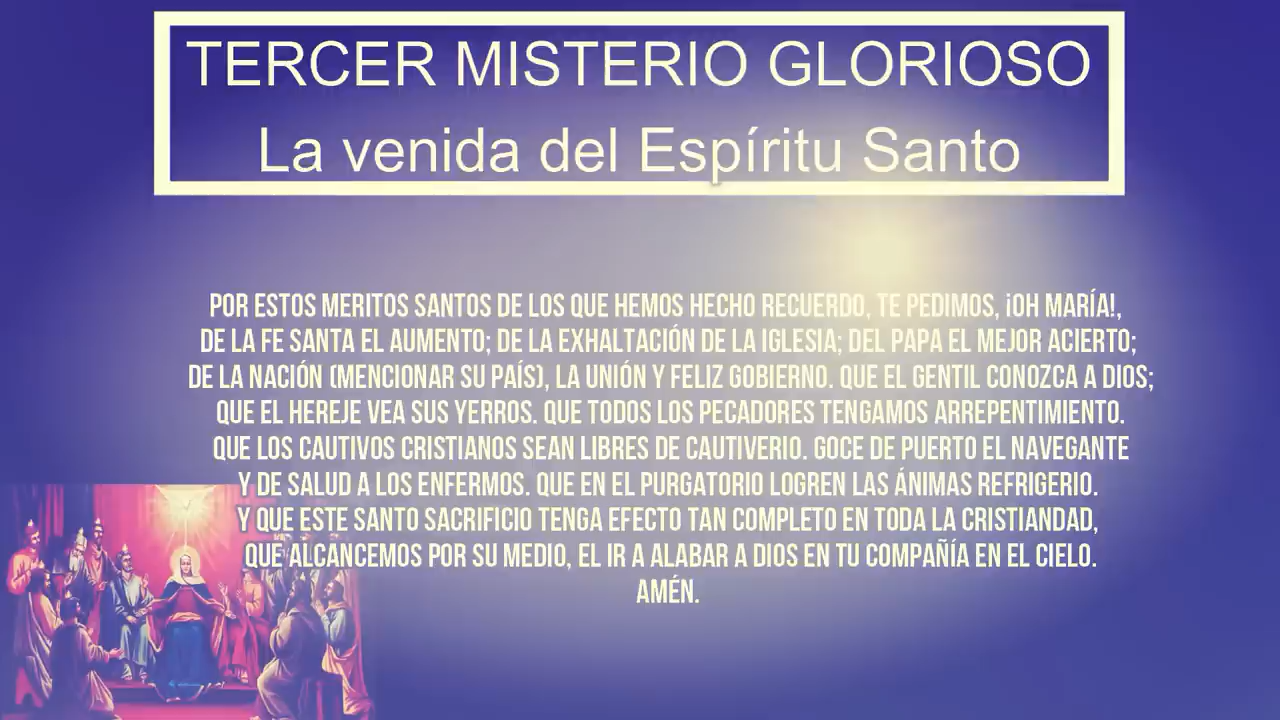 TERCER MISTERIO GLORIOSO
La venida del Espíritu Santo
POR ESTOS MERITOS SANTOS DE LOS QUE HEMOS HECHO RECUERDO, TE PEDIMOS, ¡OH MARÍA!,
DE LA FE SANTA EL AUMENTO; DE LA EXHALTACIÓN DE LA IGLESIA; DEL PAPA EL MEJOR ACIERTO;
DE LA NACIÓN (MENCIONAR SU PAÍS), LA UNIÓN Y FELIZ GOBIERNO. QUE EL GENTIL CONOZCA A DIOS;
QUE EL HEREJE VEA SUS YERROS. QUE TODOS LOS PECADORES TENGAMOS ARREPENTIMIENTO.
QUE LOS CAUTIVOS CRISTIANOS SEAN LIBRES DE CAUTIVERIO. GOCE DE PUERTO EL NAVEGANTE
Y DE SALUD A LOS ENFERMOS. QUE EN EL PURGATORIO LOGREN LAS ÁNIMAS REFRIGERIO.
Y QUE ESTE SANTO SACRIFICIO TENGA EFECTO TAN COMPLETO EN TODA LA CRISTIANDAD,
QUE ALCANCEMOS POR SU MEDIO, EL IR A ALABAR A DIOS EN TU COMPAÑÍA EN EL CIELO.
AMÉN.